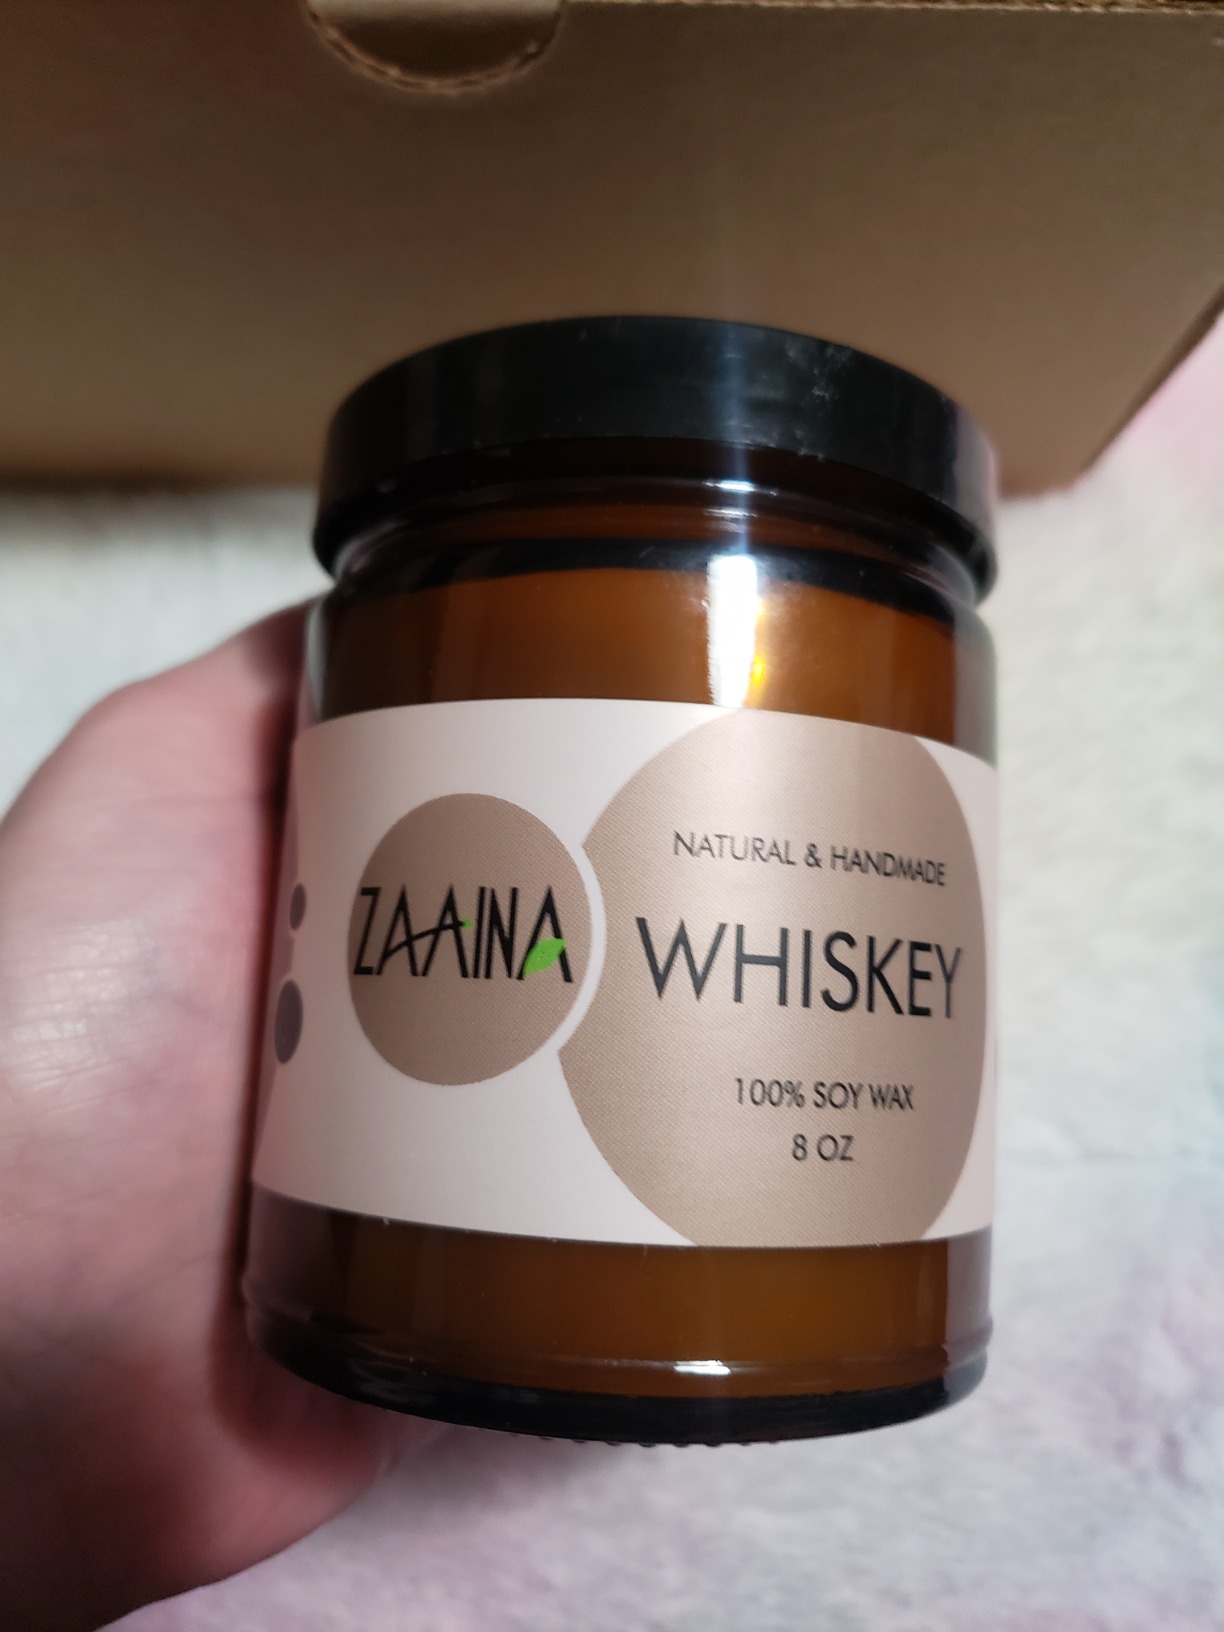 ZAAINA
NATURAL & HANDMADE
WHISKEY
100% SOY WAX
8 OZ